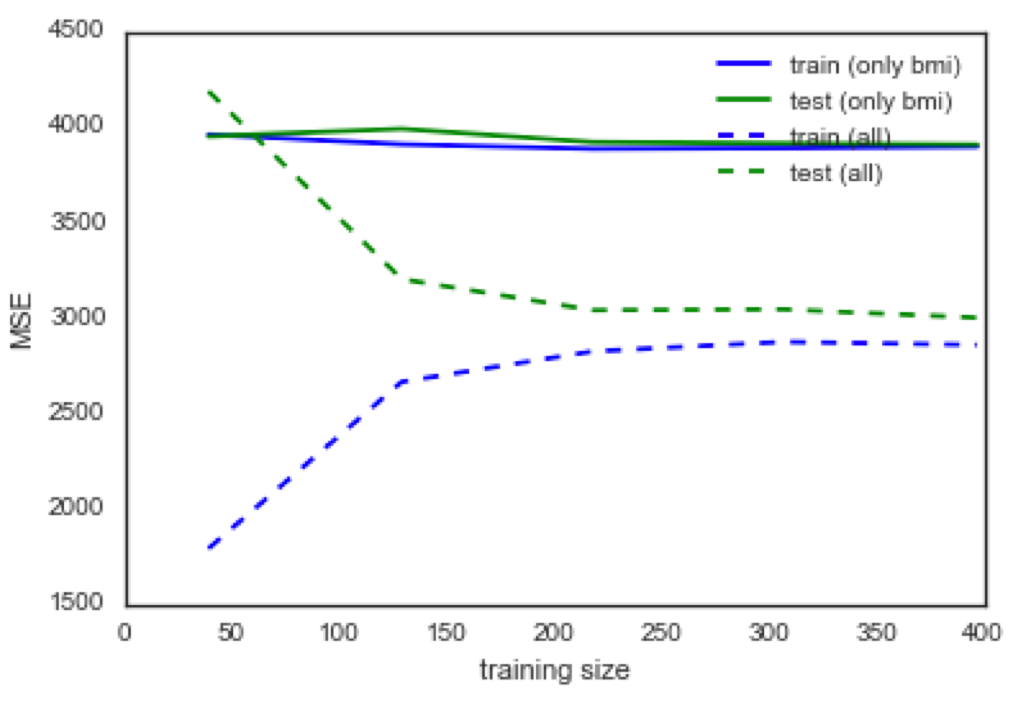 4500
4000
3500
3000
2500
2000
1500
MSE
0 50 100 150 200 250 300 350 400
training size
train (only bmi)
test (only bmi)
train (all)
test (all)